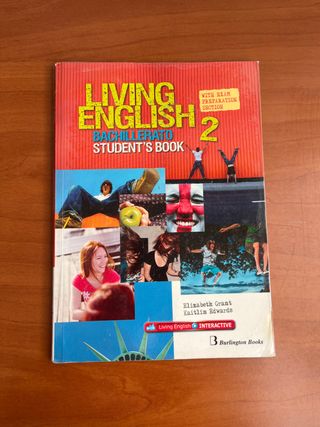 LIVING
ENGLISH
BACHILLERATO 2
STUDENT'S BOOK
WITH EXAM
PREPARATION
SECTION
Elizabeth Grant
Kaitlin Edwards
Living English INTERACTIVE
Burlington Books